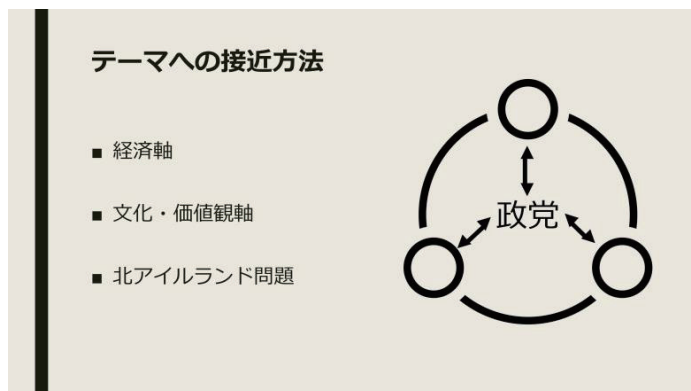 テーマへの接近方法
■ 経済軸
■ 文化・価値観軸
■ 北アイルランド問題
政党